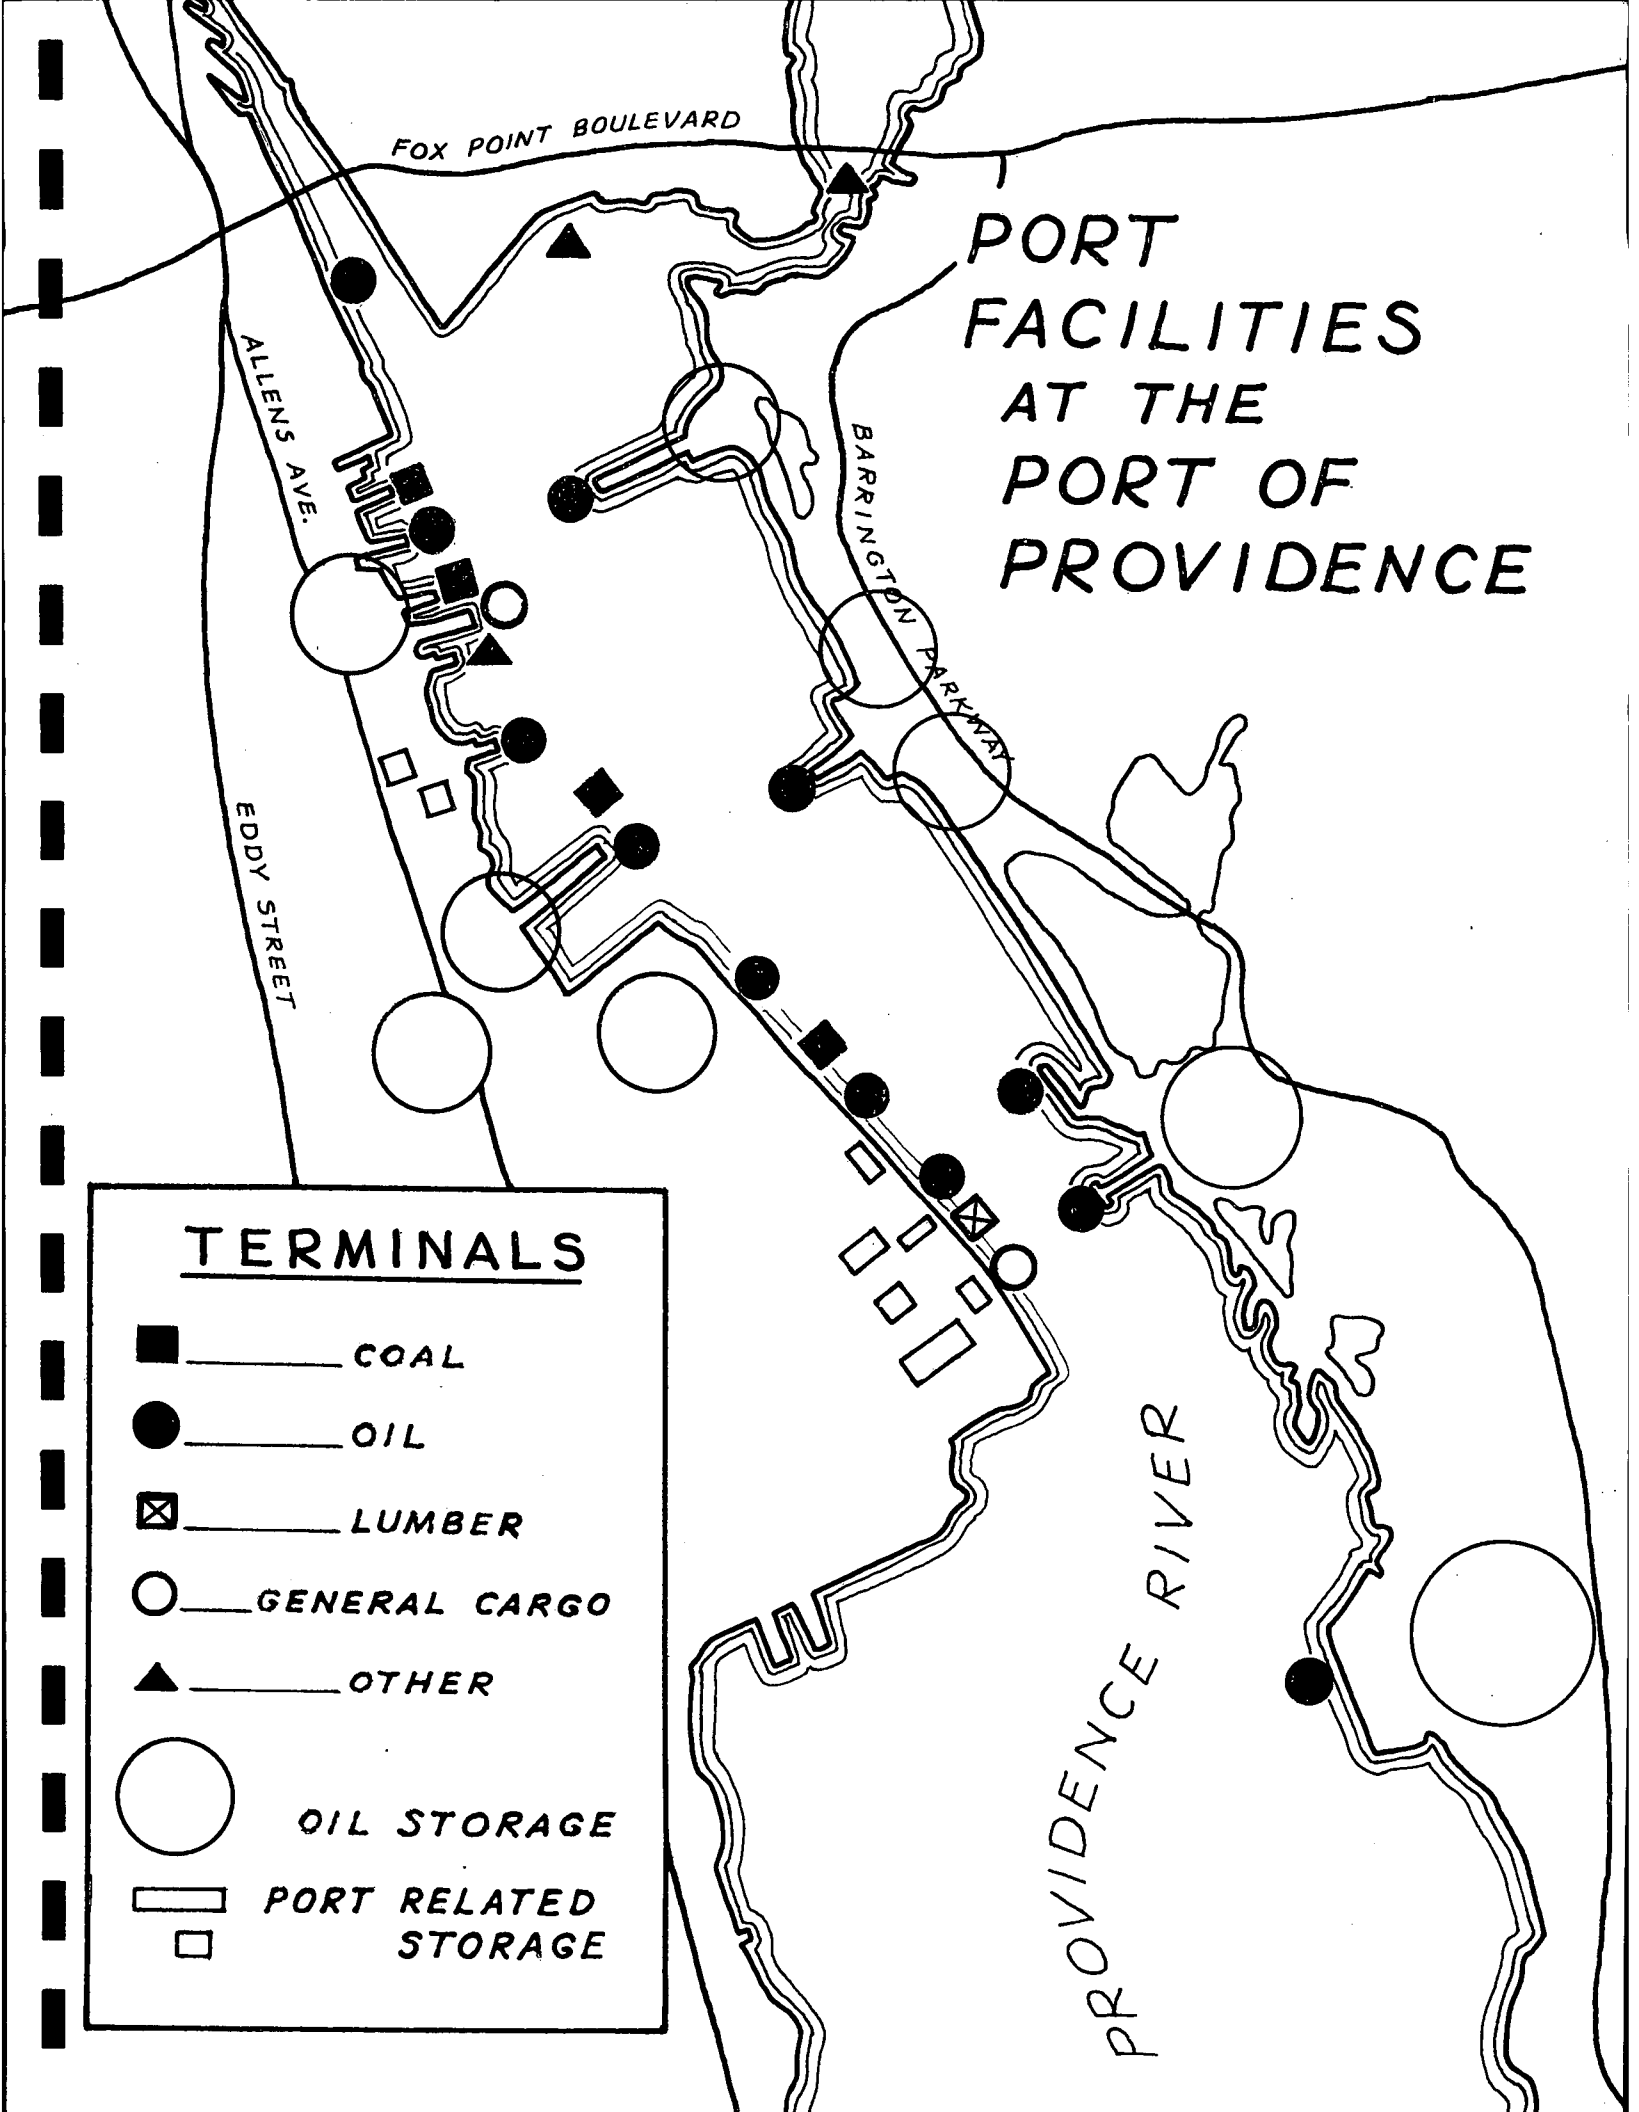 FOX POINT BOULEVARD
PORT
FACILITIES
AT THE
PORT OF
PROVIDENCE
ALLENS AVE.
BARRINGTON PARKWAY
EDDY STREET
PROVIDENCE RIVER
TERMINALS
COAL
OIL
LUMBER
GENERAL CARGO
OTHER
OIL STORAGE
PORT RELATED
STORAGE